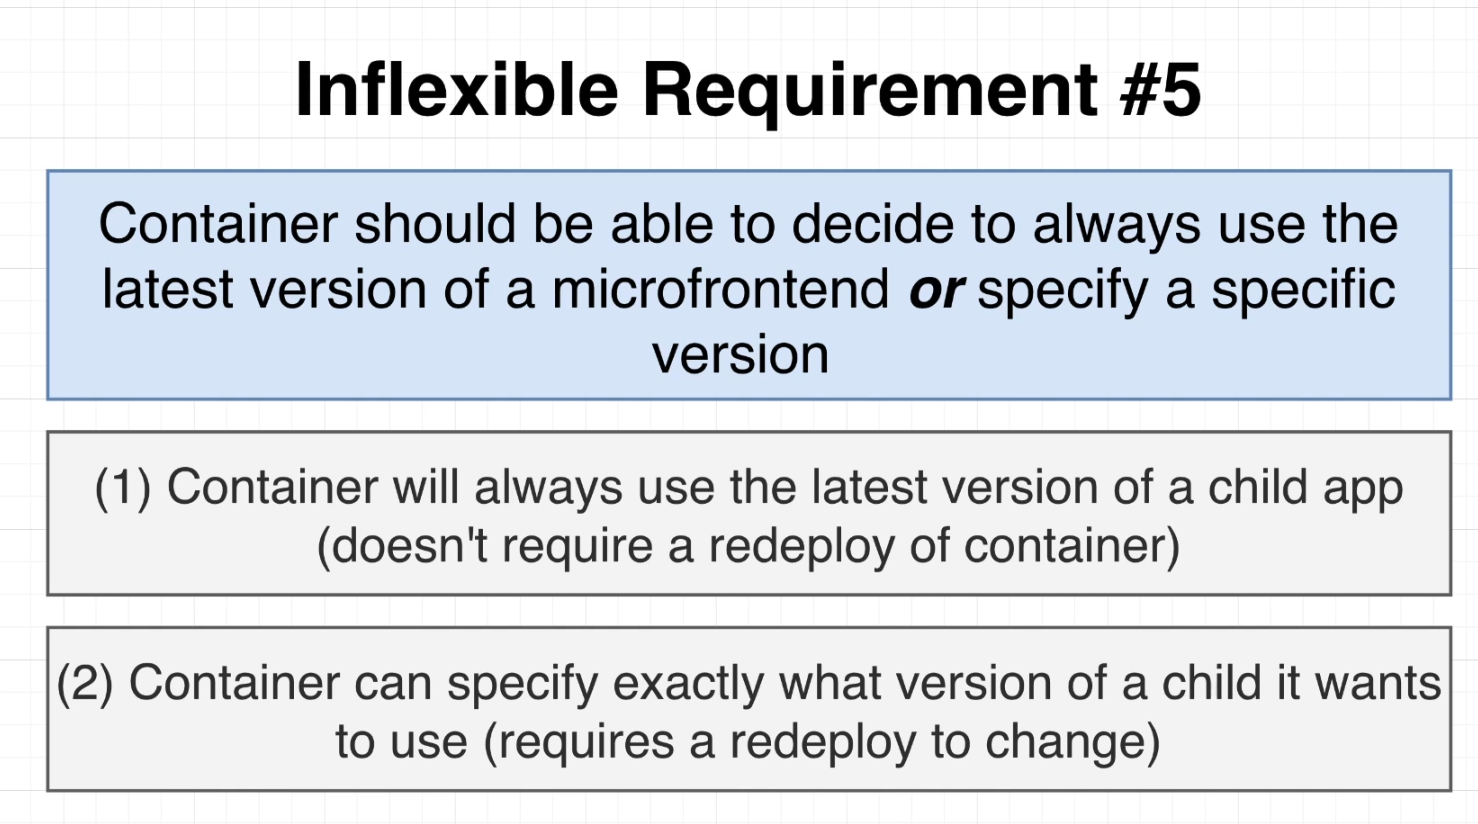 Inflexible Requirement #5
Container should be able to decide to always use the
latest version of a microfrontend or specify a specific
version
(1) Container will always use the latest version of a child app
(doesn't require a redeploy of container)
(2) Container can specify exactly what version of a child it wants
to use (requires a redeploy to change)